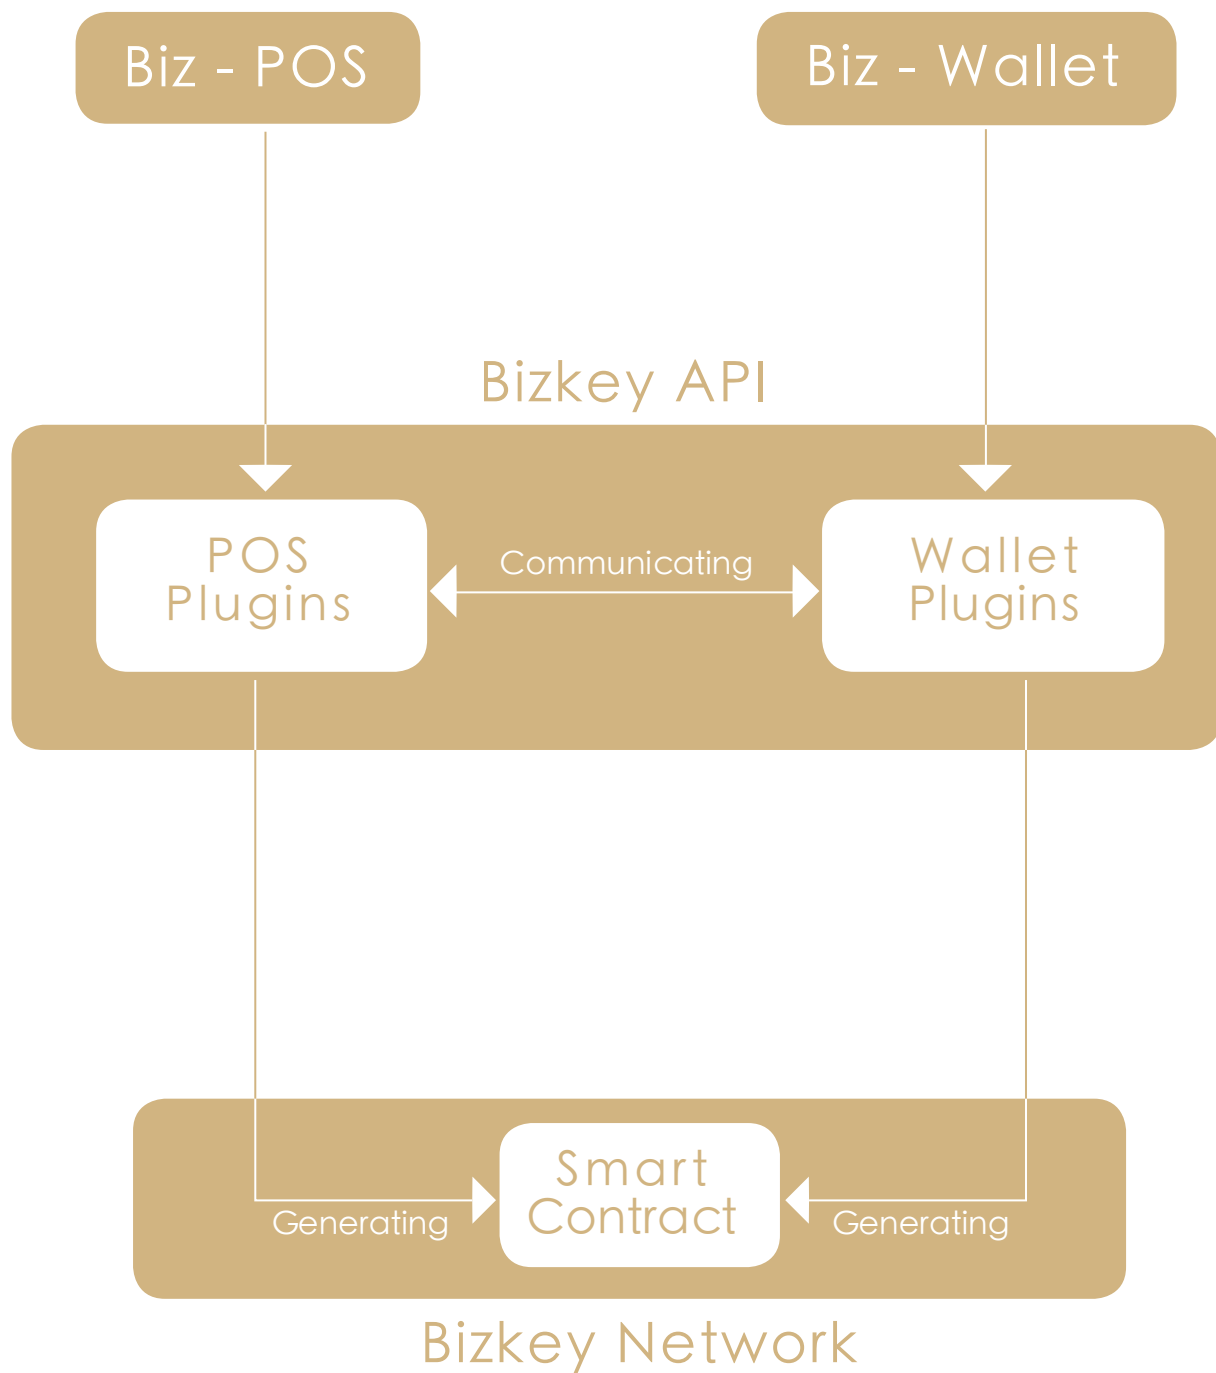 Biz - POS
Biz - Wallet
Bizkey API
POS
Plugins
Communicating
Wallet
Plugins
Smart
Contract
Generating
Generating
Bizkey Network